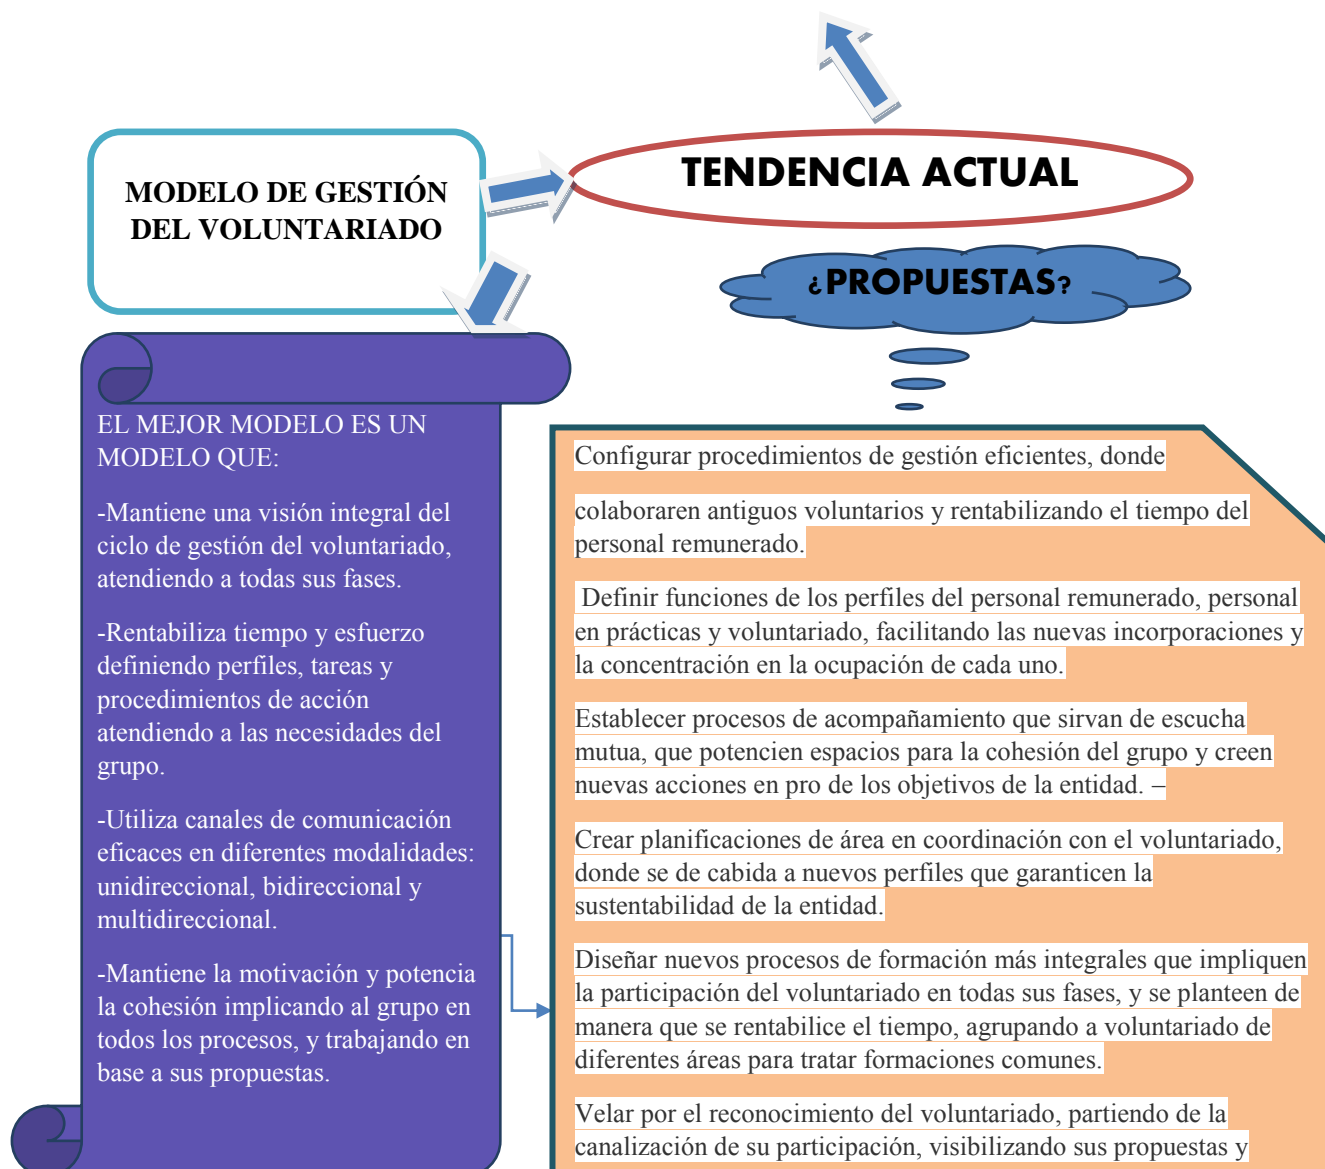 MODELO DE GESTIÓN
DEL VOLUNTARIADO
TENDENCIA ACTUAL
¿PROPUESTAS?
EL MEJOR MODELO ES UN
MODELO QUE:
-Mantiene una visión integral del
ciclo de gestión del voluntariado,
atendiendo a todas sus fases.
-Rentabiliza tiempo y esfuerzo
definiendo perfiles, tareas y
procedimientos de acción
atendiendo a las necesidades del
grupo.
-Utiliza canales de comunicación
eficaces en diferentes modalidades:
unidireccional, bidireccional y
multidireccional.
-Mantiene la motivación y potencia
la cohesión implicando al grupo en
todos los procesos, y trabajando en
base a sus propuestas.
Configurar procedimientos de gestión eficientes, donde
colaboraren antiguos voluntarios y rentabilizando el tiempo del
personal remunerado.
Definir funciones de los perfiles del personal remunerado, personal
en prácticas y voluntariado, facilitando las nuevas incorporaciones y
la concentración en la ocupación de cada uno.
Establecer procesos de acompañamiento que sirvan de escucha
mutua, que potencien espacios para la cohesión del grupo y creen
nuevas acciones en pro de los objetivos de la entidad. –
Crear planificaciones de área en coordinación con el voluntariado,
donde se de cabida a nuevos perfiles que garanticen la
sustentabilidad de la entidad.
Diseñar nuevos procesos de formación más integrales que impliquen
la participación del voluntariado en todas sus fases, y se planteen de
manera que se rentabilice el tiempo, agrupando a voluntariado de
diferentes áreas para tratar formaciones comunes.
Velar por el reconocimiento del voluntariado, partiendo de la
canalización de su participación, visibilizando sus propuestas y